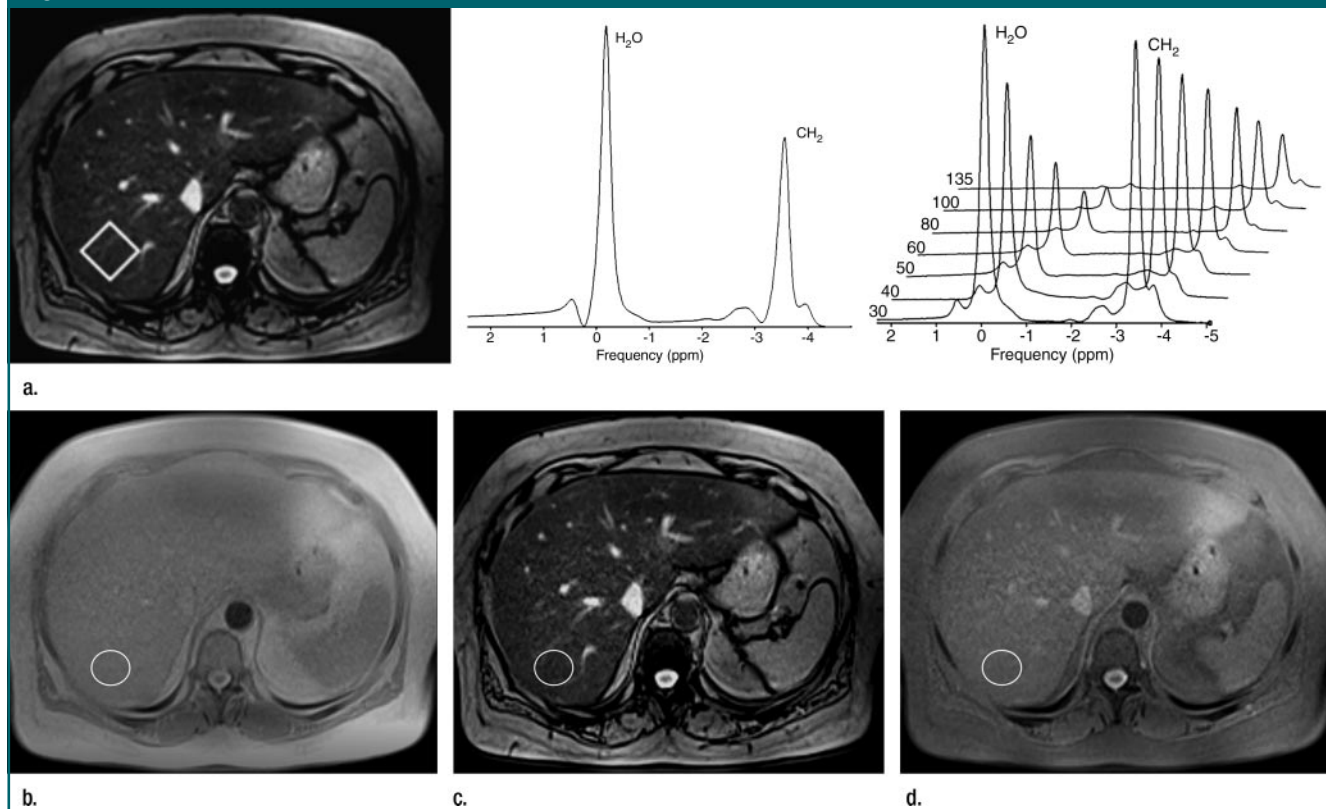 H₂O
CH₂
2 1 0 -1 -2 -3 -4
Frequency (ppm)
H₂O
CH₂
135
100
80
60
50
40
30
2 1 0 -1 -2 -3 -4 -5
Frequency (ppm)
a.
b.
c.
d.